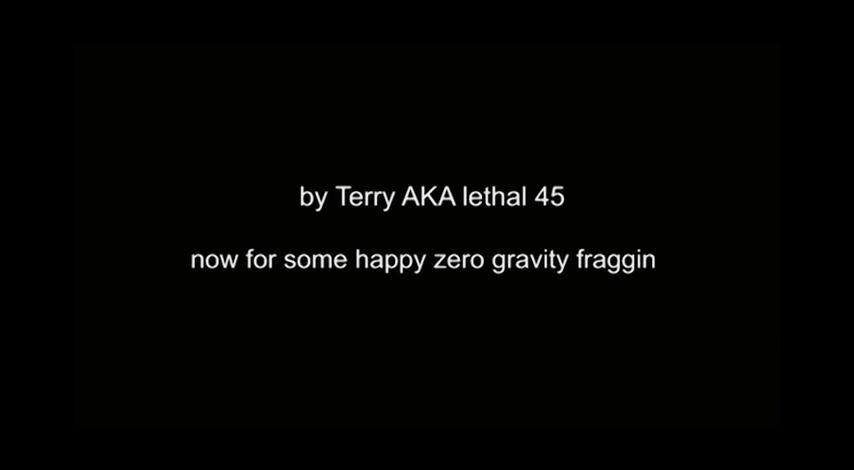 by Terry AKA lethal 45
now for some happy zero gravity fraggin